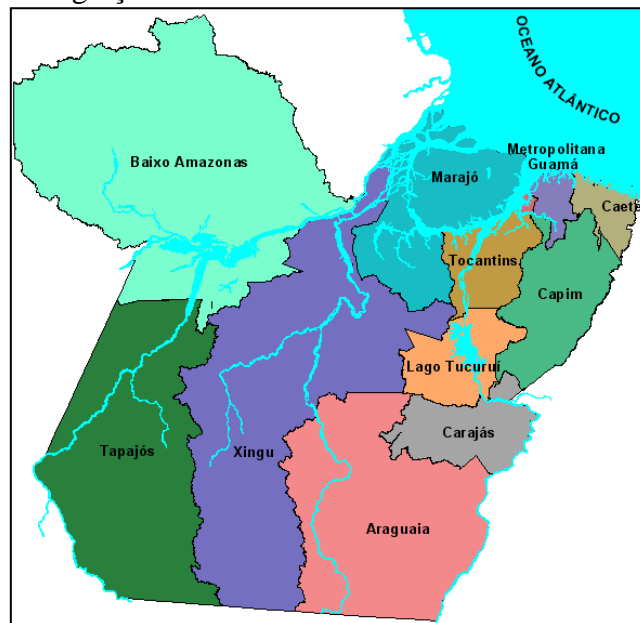 OCEANO ATLÂNTICO
Baixo Amazonas
Metropolitana
Guamá
Marajó
Caeté
Tocantins
Capim
Lago Tucuruí
Carajás
Tapajós
Xingu
Araguaia